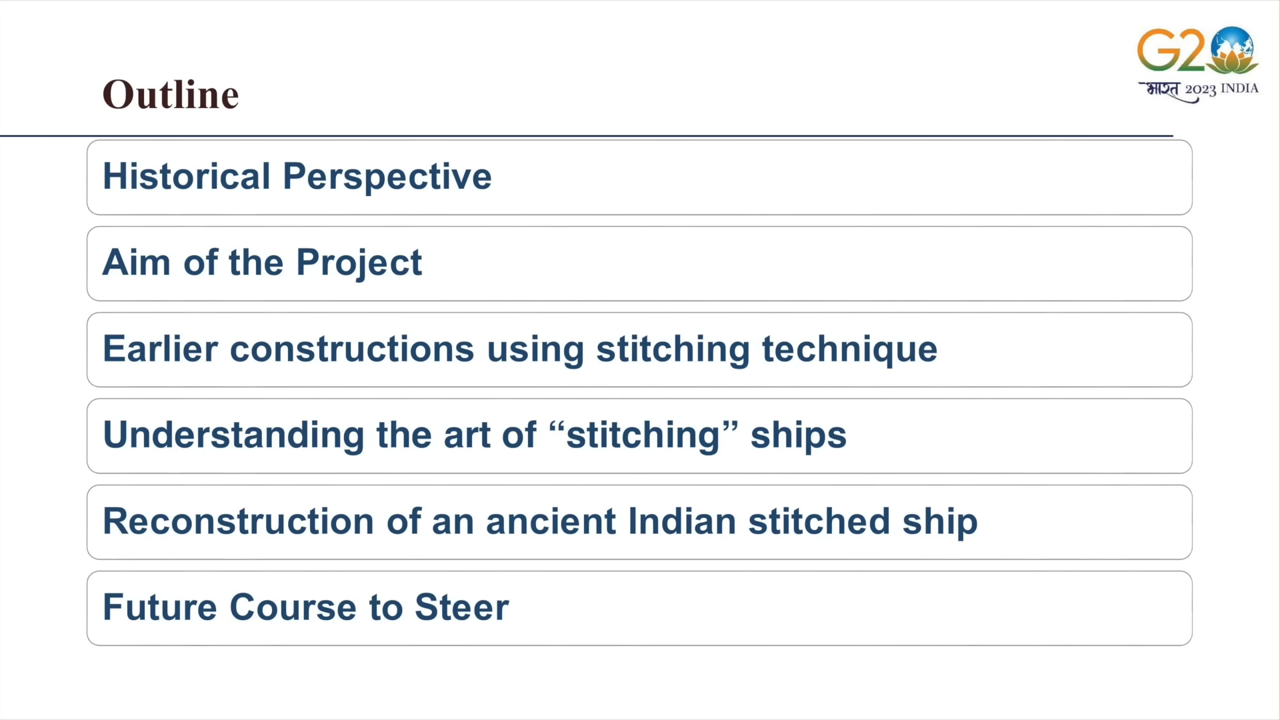 G20
भारत 2023 INDIA
Outline
Historical Perspective
Aim of the Project
Earlier constructions using stitching technique
Understanding the art of “stitching” ships
Reconstruction of an ancient Indian stitched ship
Future Course to Steer